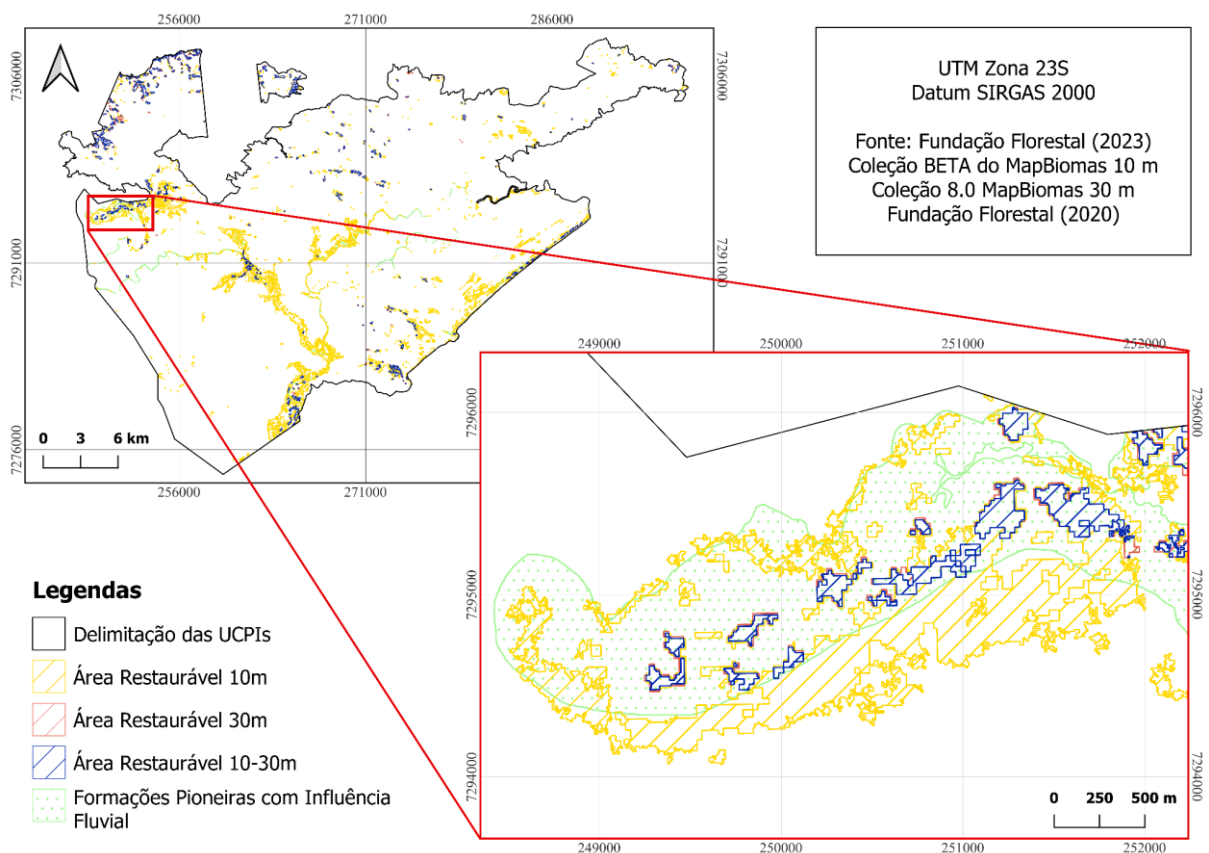 256000
271000
286000
7306000
7306000
7291000
7291000
7276000
0 3 6 km
256000
271000
UTM Zona 23S
Datum SIRGAS 2000
Fonte: Fundação Florestal (2023)
Coleção BETA do MapBiomas 10 m
Coleção 8.0 MapBiomas 30 m
Fundação Florestal (2020)
249000
250000
251000
252000
7296000
7296000
7295000
7295000
7294000
7294000
0 250 500 m
249000
250000
251000
252000
Legendas
Delimitação das UCPIs
Área Restaurável 10m
Área Restaurável 30m
Área Restaurável 10-30m
Formações Pioneiras com Influência
Fluvial